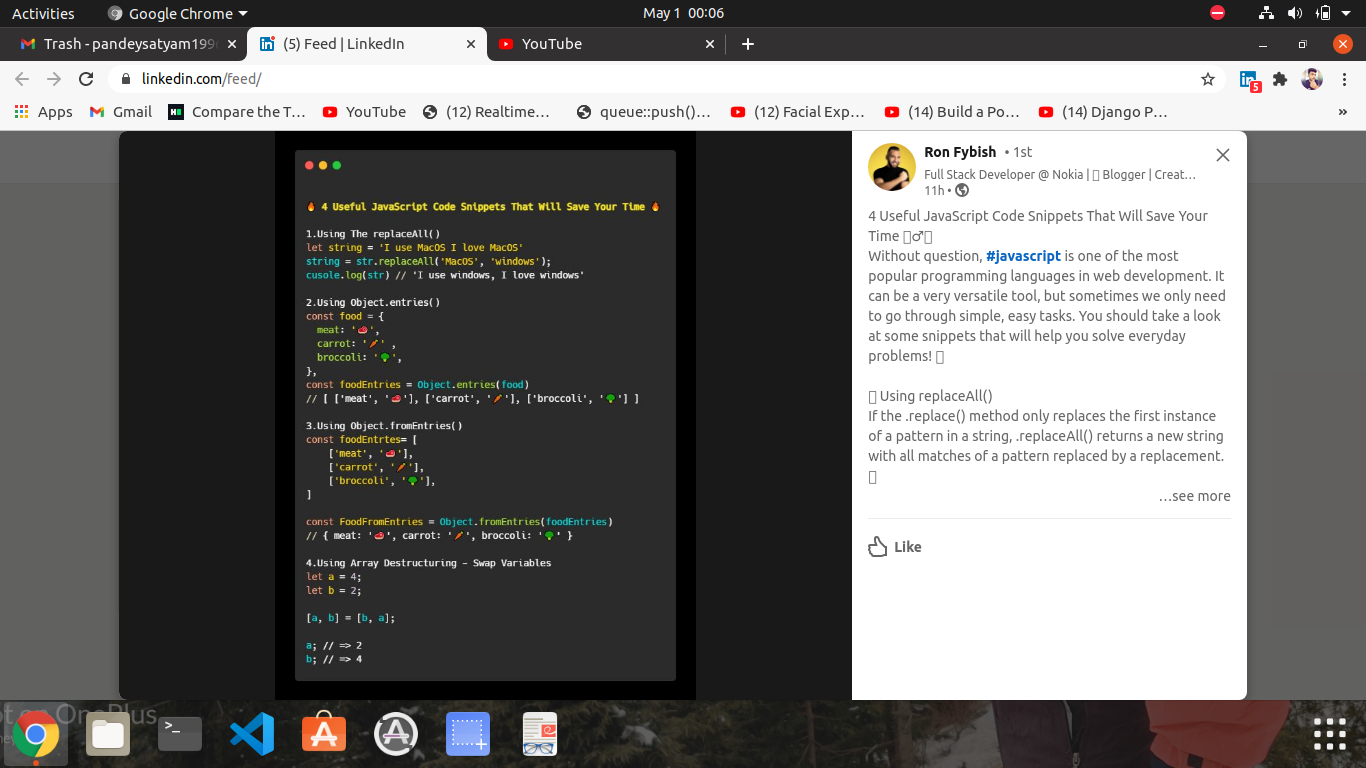 Activities
Google Chrome
May 1 00:06
Trash - pandeysatyam199
(5) Feed | LinkedIn
YouTube
linkedin.com/feed/
5
Apps
Gmail
Compare the T…
YouTube
(12) Realtime…
queue::push()…
(12) Facial Exp…
(14) Build a Po…
(14) Django P…
»
🔥 4 Useful JavaScript Code Snippets That Will Save Your Time 🔥
1.Using The replaceAll()
let string = 'I use MacOS I love MacOS'
string = str.replaceAll('MacOS', 'windows');
cusole.log(str) // 'I use windows, I love windows'
2.Using Object.entries()
const food = {
meat: '🥩',
carrot: '🥕' ,
broccoli: '🥦',
},
const foodEntries = Object.entries(food)
// [ ['meat', '🥩'], ['carrot', '🥕'], ['broccoli', '🥦'] ]
3.Using Object.fromEntries()
const foodEntrtes= [
['meat', '🥩'],
['carrot', '🥕'],
['broccoli', '🥦'],
]
const FoodFromEntries = Object.fromEntries(foodEntries)
// { meat: '🥩', carrot: '🥕', broccoli: '🥦' }
4.Using Array Destructuring - Swap Variables
let a = 4;
let b = 2;
[a, b] = [b, a];
a; // => 2
b; // => 4
Ron Fybish • 1st
Full Stack Developer @ Nokia | Blogger | Creat…
11h •
4 Useful JavaScript Code Snippets That Will Save Your
Time ♂
Without question, #javascript is one of the most
popular programming languages in web development. It
can be a very versatile tool, but sometimes we only need
to go through simple, easy tasks. You should take a look
at some snippets that will help you solve everyday
problems!
Using replaceAll()
If the .replace() method only replaces the first instance
of a pattern in a string, .replaceAll() returns a new string
with all matches of a pattern replaced by a replacement.
…see more
Like
ot on OnePlus